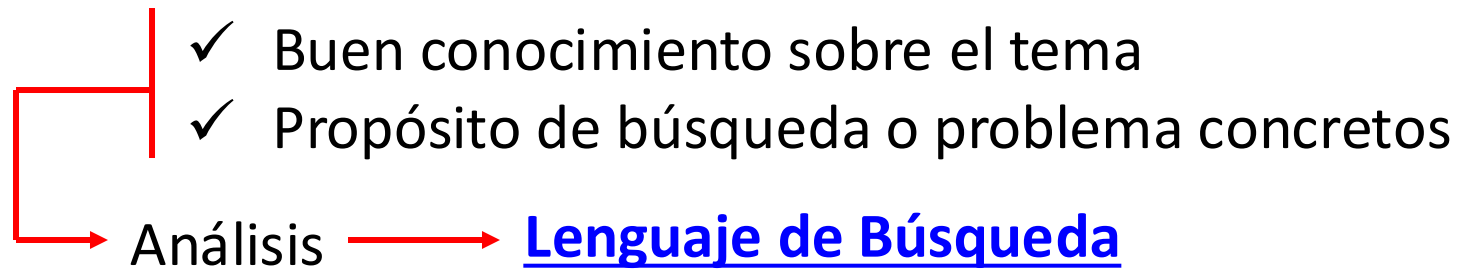 ✓ Buen conocimiento sobre el tema
✓ Propósito de búsqueda o problema concretos
Análisis Lenguaje de Búsqueda